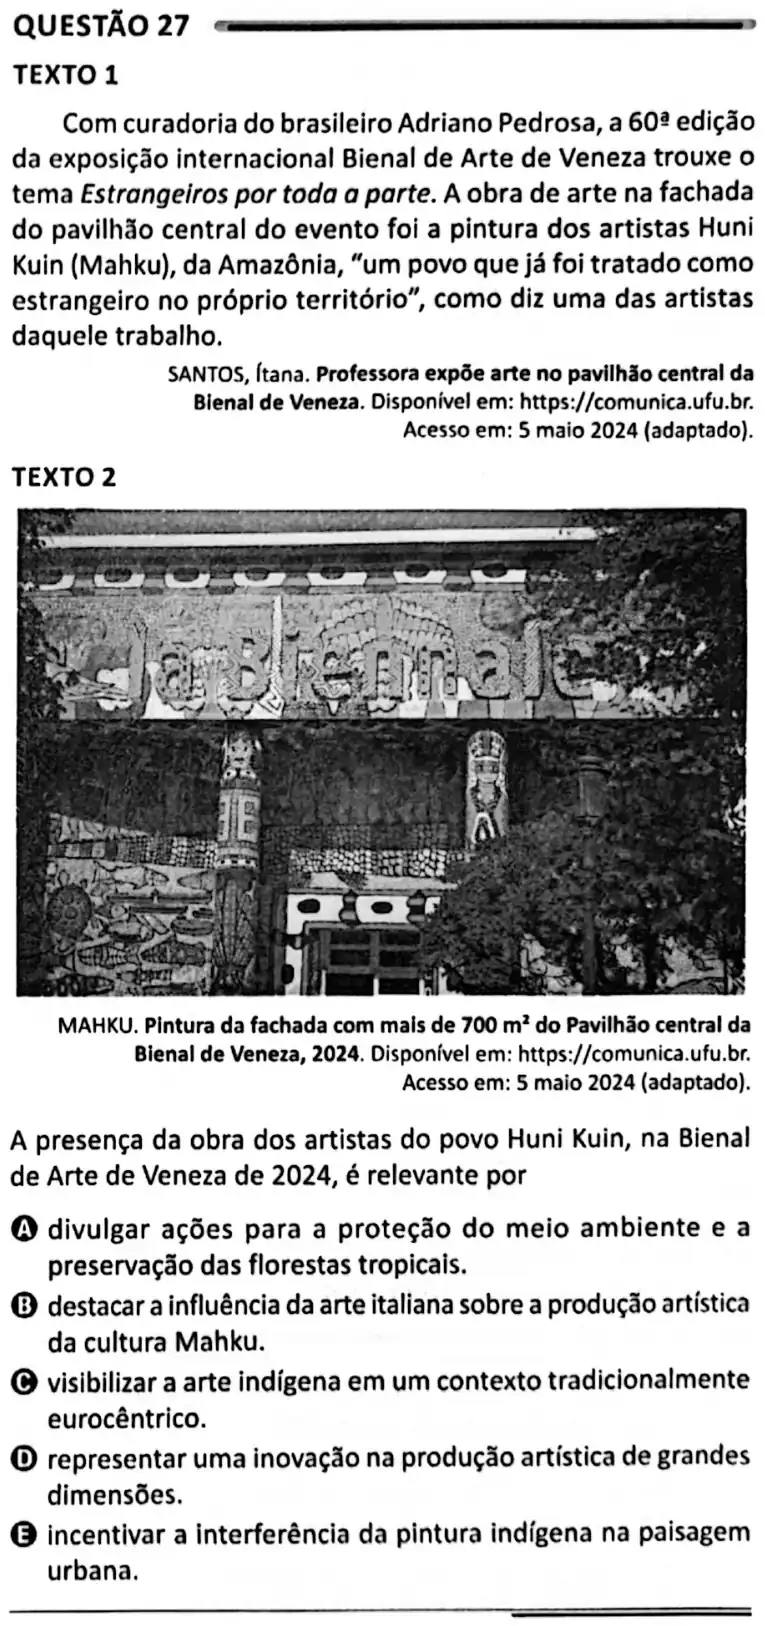 QUESTÃO 27
TEXTO 1
Com curadoria do brasileiro Adriano Pedrosa, a 60ª edição
da exposição internacional Bienal de Arte de Veneza trouxe o
tema Estrangeiros por toda a parte. A obra de arte na fachada
do pavilhão central do evento foi a pintura dos artistas Huni
Kuin (Mahku), da Amazônia, "um povo que já foi tratado como
estrangeiro no próprio território", como diz uma das artistas
daquele trabalho.
SANTOS, Ítana. Professora expõe arte no pavilhão central da
Bienal de Veneza. Disponível em: https://comunica.ufu.br.
Acesso em: 5 maio 2024 (adaptado).
TEXTO 2
la Biennale
MAHKU. Pintura da fachada com mais de 700 m² do Pavilhão central da
Bienal de Veneza, 2024. Disponível em: https://comunica.ufu.br.
Acesso em: 5 maio 2024 (adaptado).
A presença da obra dos artistas do povo Huni Kuin, na Bienal
de Arte de Veneza de 2024, é relevante por
A divulgar ações para a proteção do meio ambiente e a
preservação das florestas tropicais.
B destacar a influência da arte italiana sobre a produção artística
da cultura Mahku.
C visibilizar a arte indígena em um contexto tradicionalmente
eurocêntrico.
D representar uma inovação na produção artística de grandes
dimensões.
E incentivar a interferência da pintura indígena na paisagem
urbana.